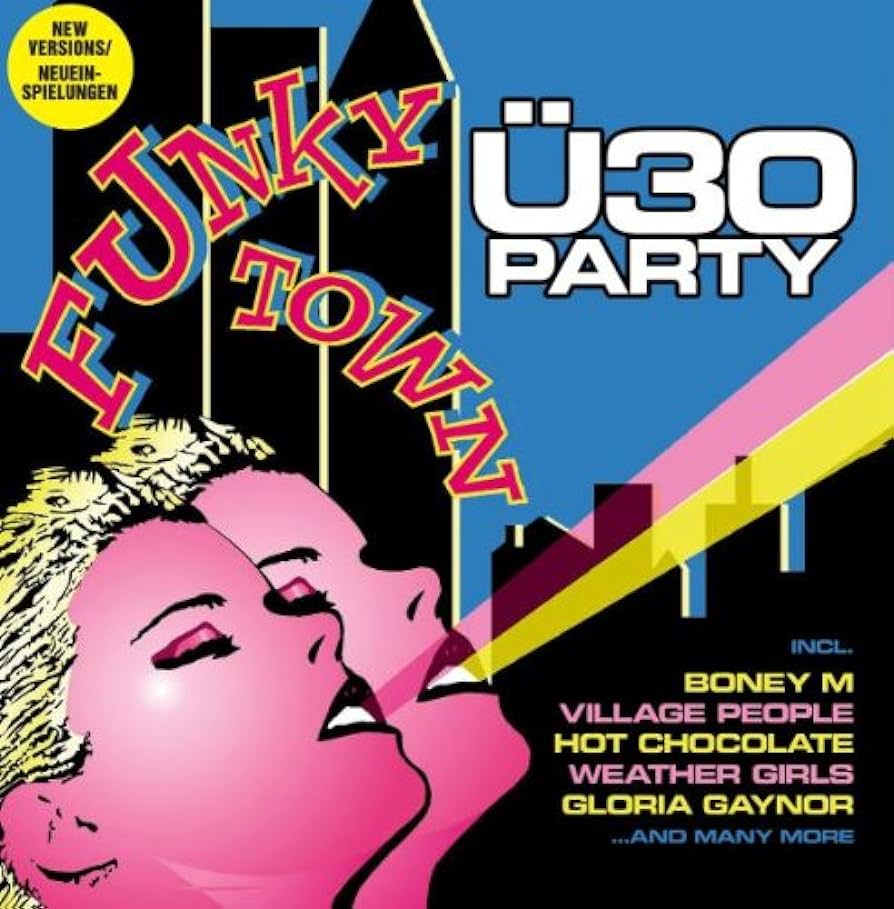 NEW
VERSIONS/
NEUEIN-
SPIELUNGEN
FUNKY
TOWN
Ü30
PARTY
INCL.
BONEY M
VILLAGE PEOPLE
HOT CHOCOLATE
WEATHER GIRLS
GLORIA GAYNOR
...AND MANY MORE